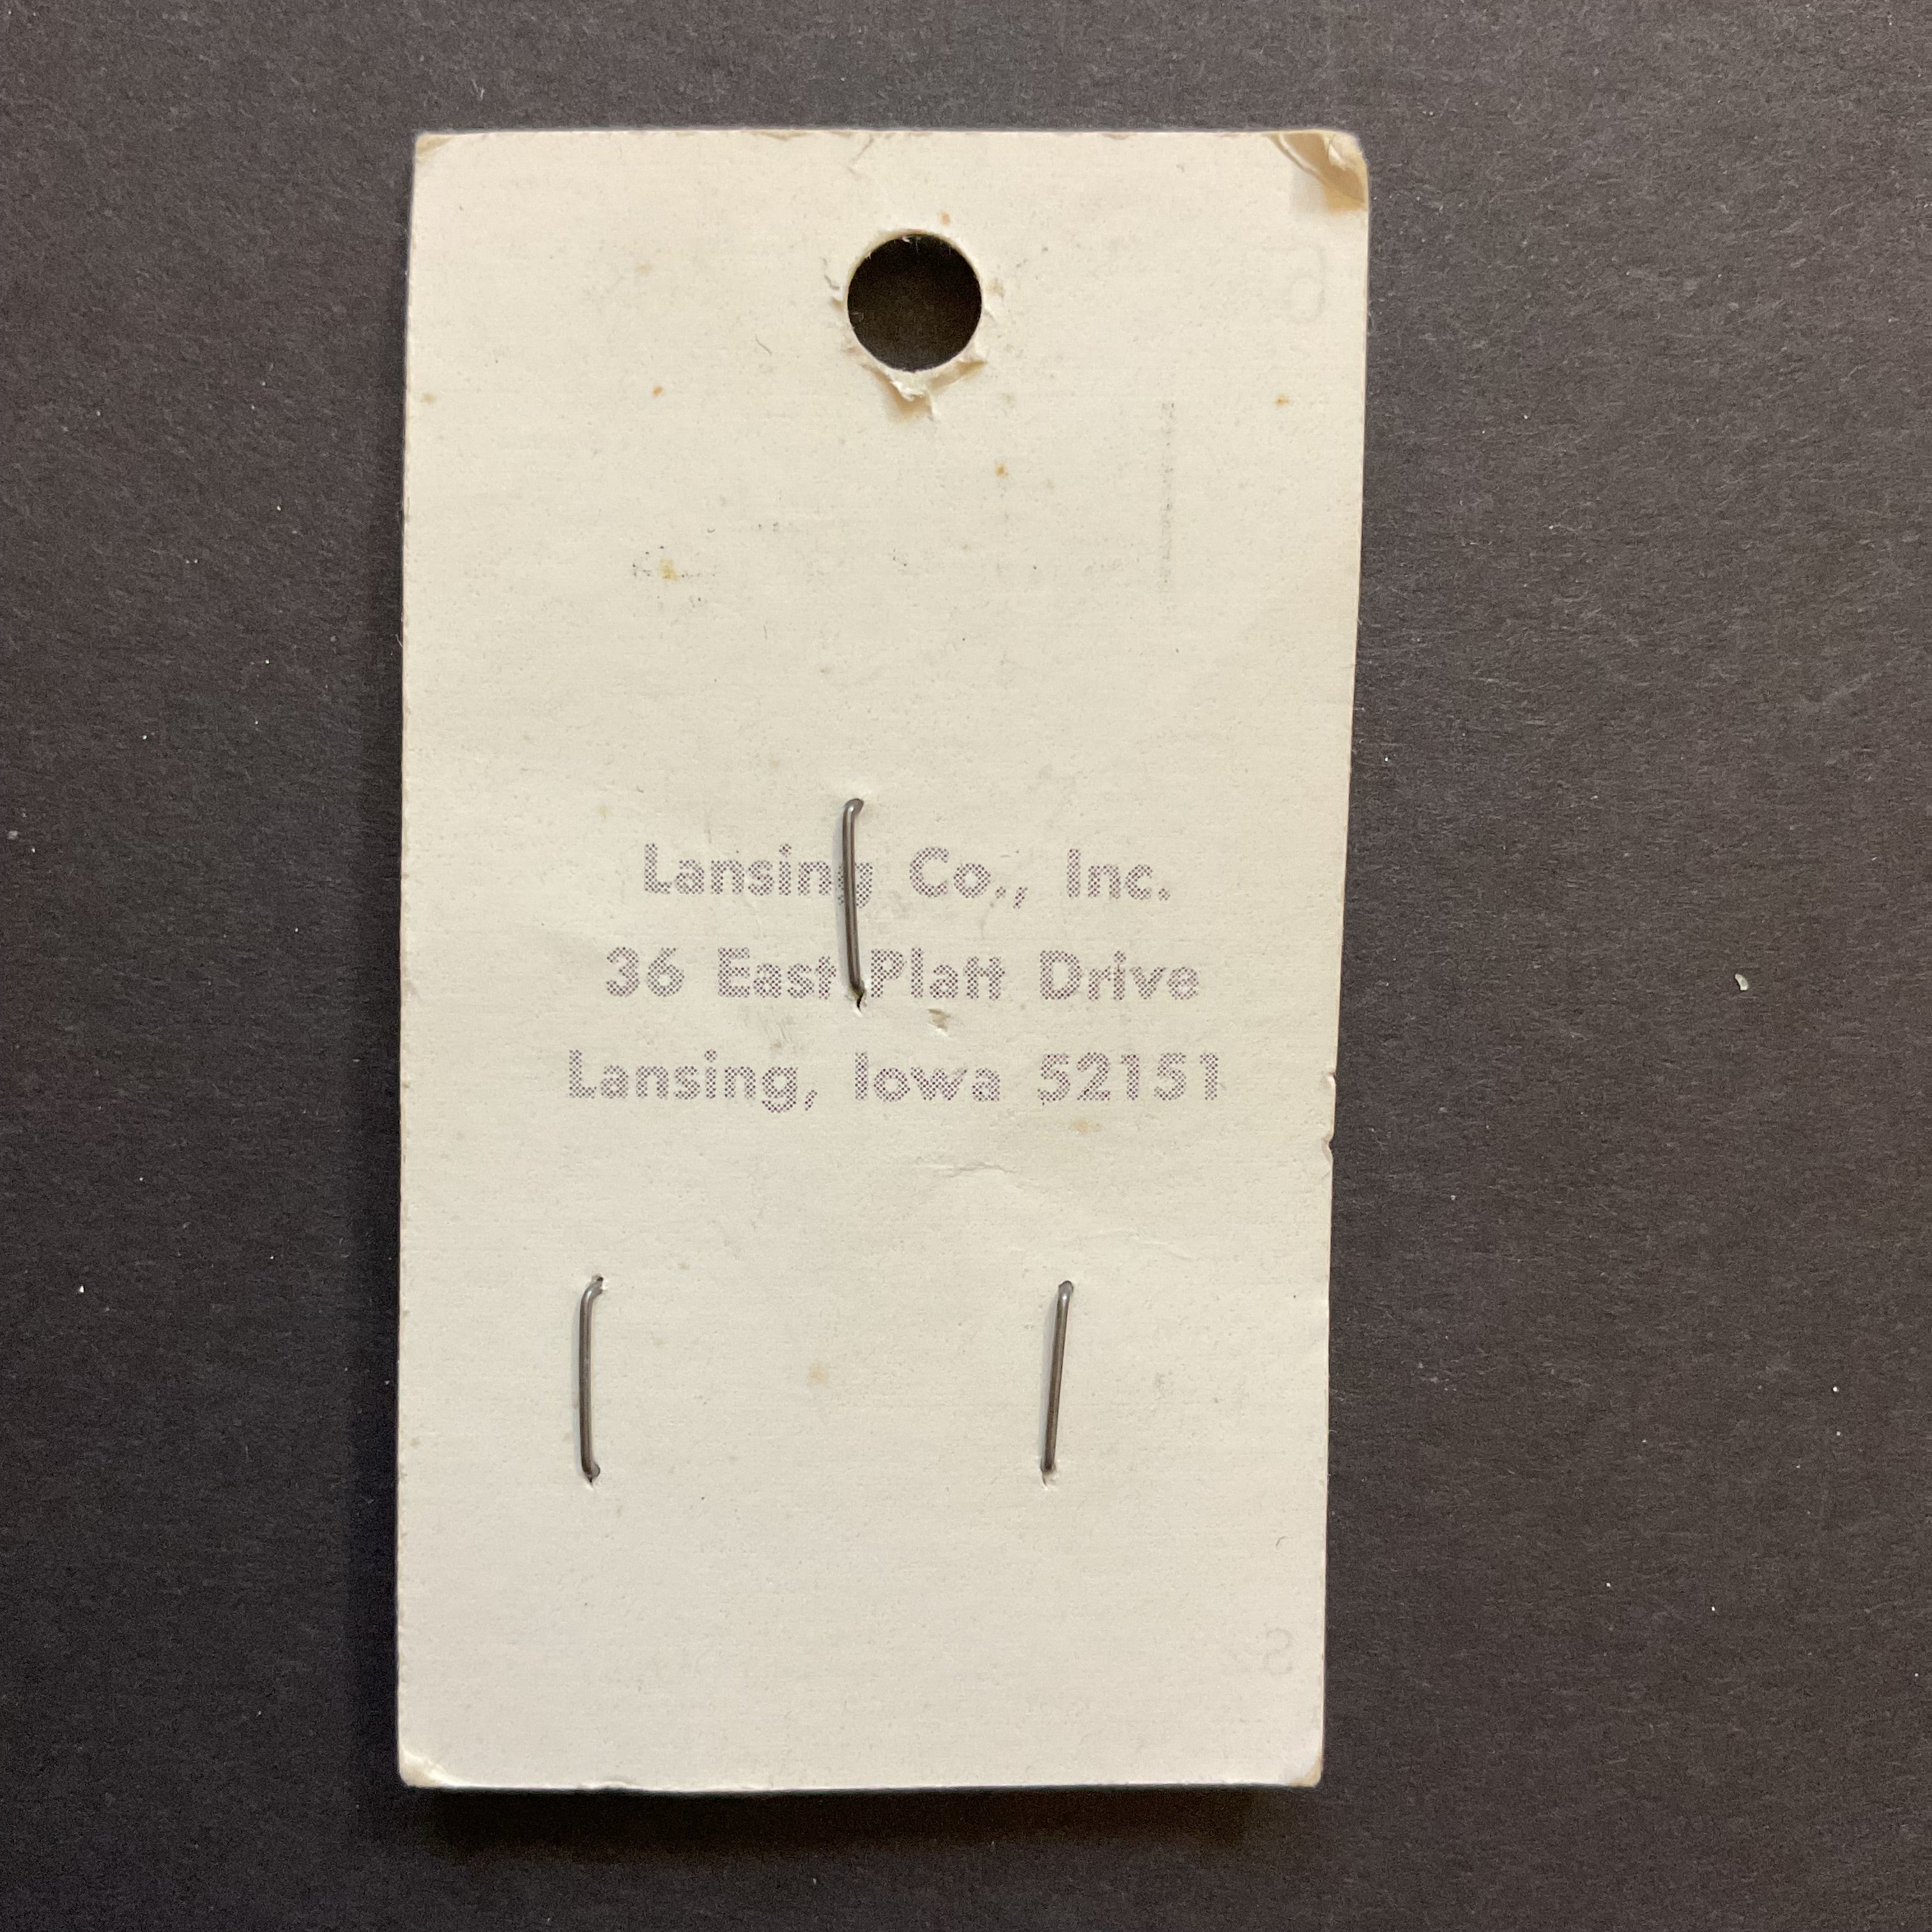 Lansing Co., Inc.
36 East Platt Drive
Lansing, Iowa 52151